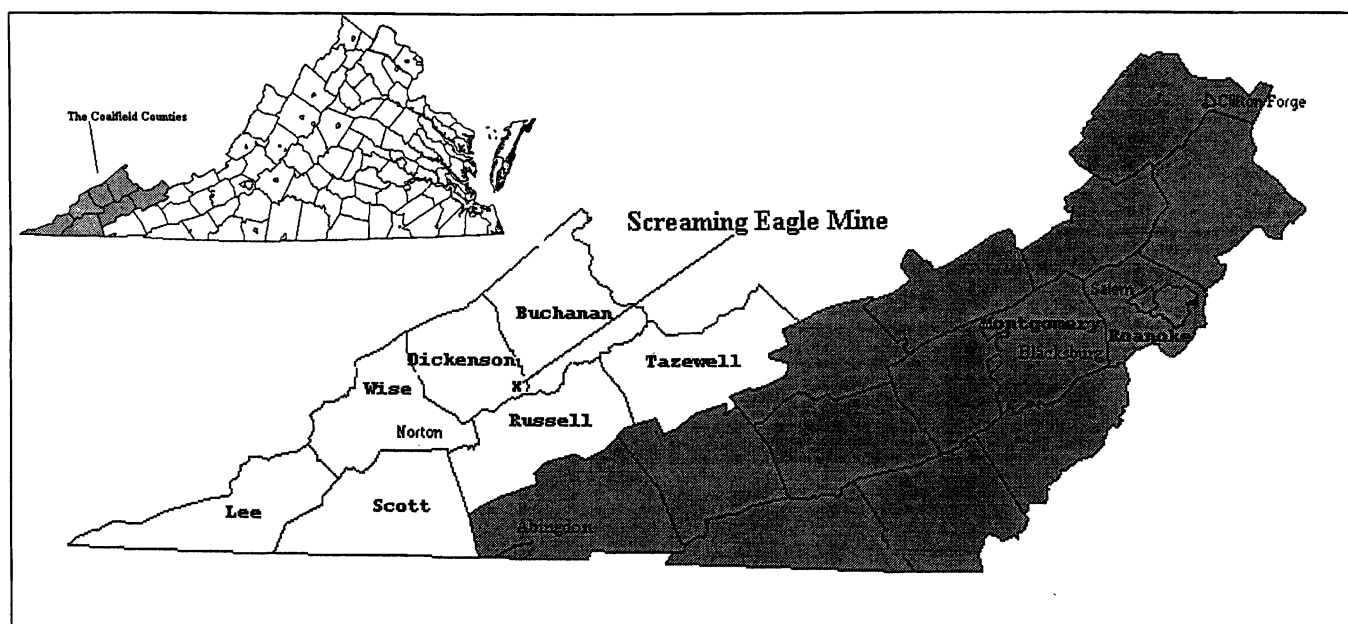 The Coalfield Counties
Clifton Forge
Screaming Eagle Mine
Buchanan
Salem
Montgomery
Roanoke
Dickenson
Tazewell
Blacksburg
Wise
x
Russell
Norton
Lee
Scott
Abingdon